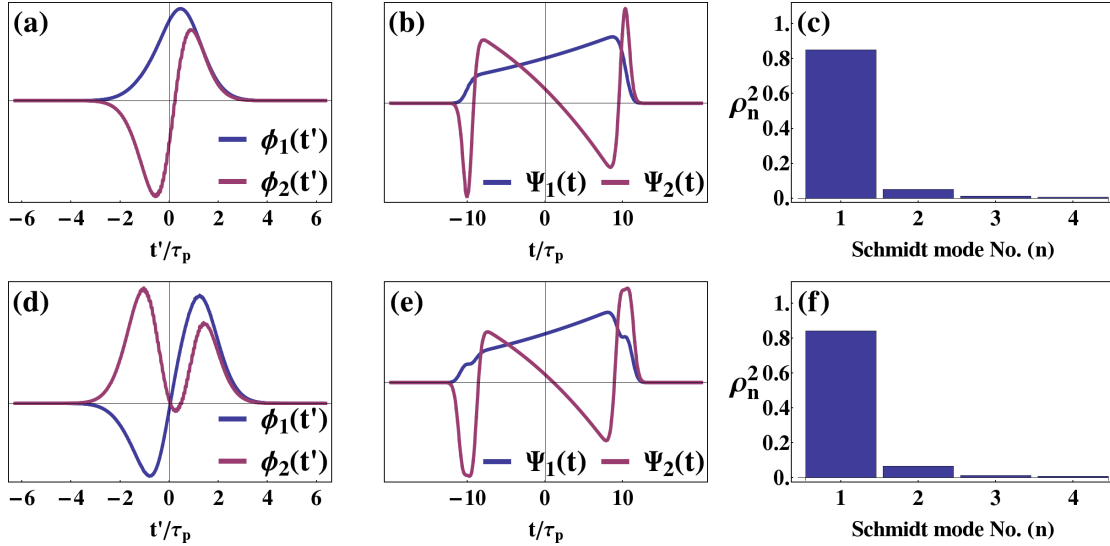 (a)
ϕ₁(t')
ϕ₂(t')
−6 −4 −2 0 2 4 6
t'/τₚ
(b)
Ψ₁(t) Ψ₂(t)
−10 0 10
t/τₚ
(c)
1.
0.8
0.6
0.4
0.2
0.
ρₙ²
1 2 3 4
Schmidt mode No. (n)
(d)
ϕ₁(t')
ϕ₂(t')
−6 −4 −2 0 2 4 6
t'/τₚ
(e)
Ψ₁(t) Ψ₂(t)
−10 0 10
t/τₚ
(f)
1.
0.8
0.6
0.4
0.2
0.
ρₙ²
1 2 3 4
Schmidt mode No. (n)